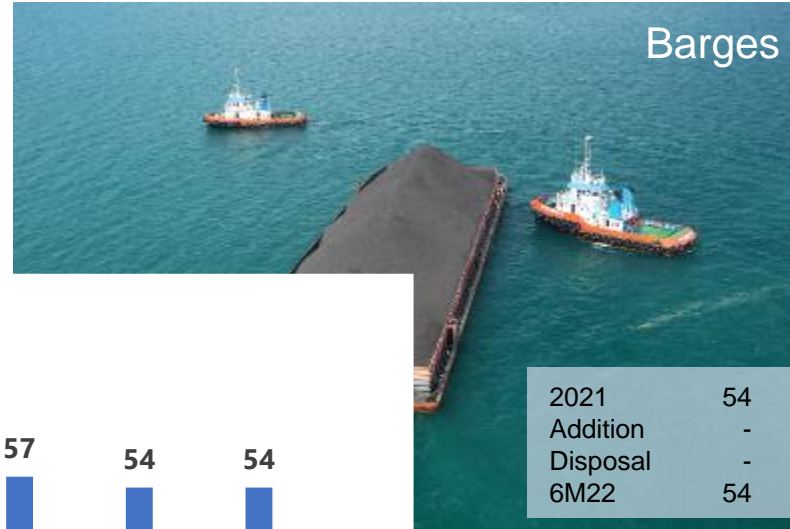 Barges
57 54 54
2021 54
Addition -
Disposal -
6M22 54